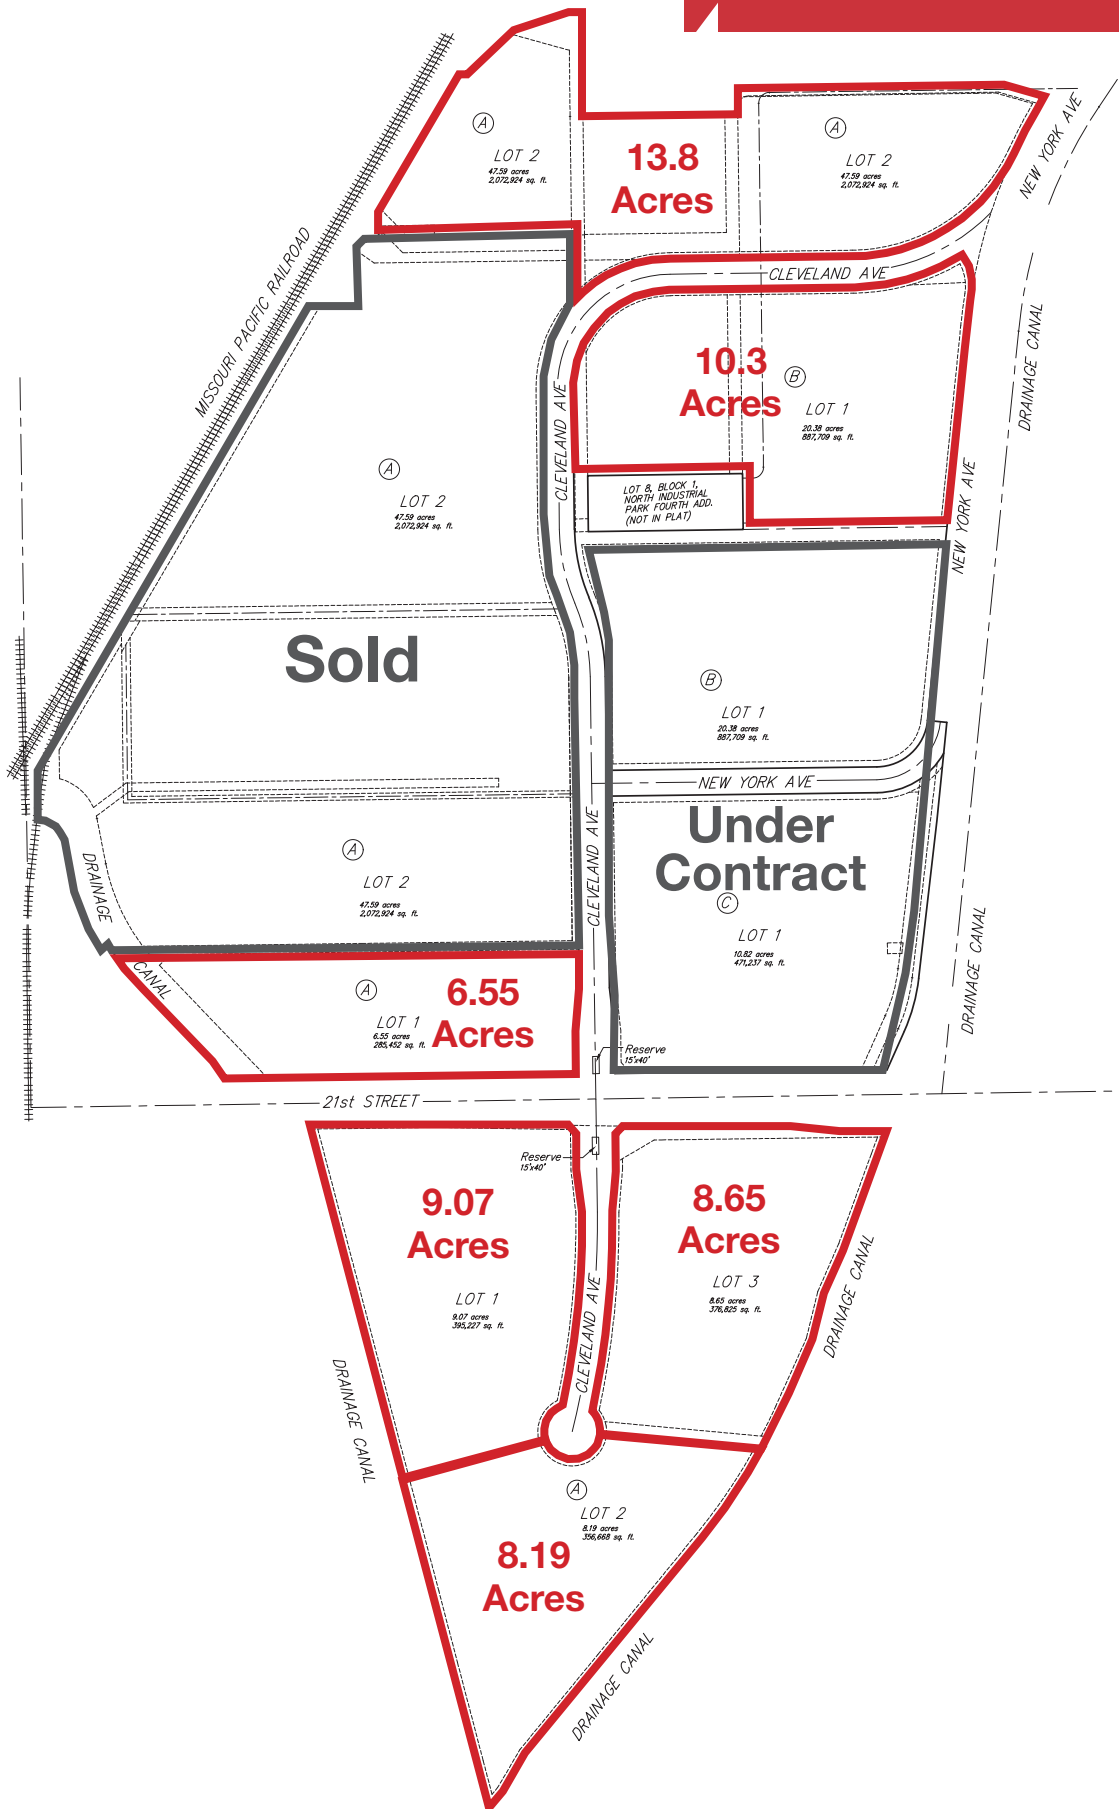 A
LOT 2
47.59 acres
2,072,924 sq. ft.
13.8
Acres
A
LOT 2
47.59 acres
2,072,924 sq. ft.
NEW YORK AVE
MISSOURI PACIFIC RAILROAD
CLEVELAND AVE
DRAINAGE CANAL
10.3
Acres
B
LOT 1
20.38 acres
887,709 sq. ft.
CLEVELAND AVE
A
LOT 2
47.59 acres
2,072,924 sq. ft.
LOT 8, BLOCK 1,
NORTH INDUSTRIAL
PARK FOURTH ADD.
(NOT IN PLAT)
NEW YORK AVE
Sold
B
LOT 1
20.38 acres
887,709 sq. ft.
NEW YORK AVE
Under
Contract
CLEVELAND AVE
A
LOT 2
47.59 acres
2,072,924 sq. ft.
DRAINAGE
CANAL
C
LOT 1
10.82 acres
471,237 sq. ft.
DRAINAGE CANAL
A
LOT 1
6.55 acres
285,452 sq. ft.
6.55
Acres
Reserve
15'x40'
21st STREET
Reserve
15'x40'
9.07
Acres
LOT 1
9.07 acres
395,227 sq. ft.
8.65
Acres
LOT 3
8.65 acres
376,825 sq. ft.
CLEVELAND AVE
DRAINAGE CANAL
DRAINAGE CANAL
A
LOT 2
8.19 acres
356,668 sq. ft.
8.19
Acres
DRAINAGE CANAL